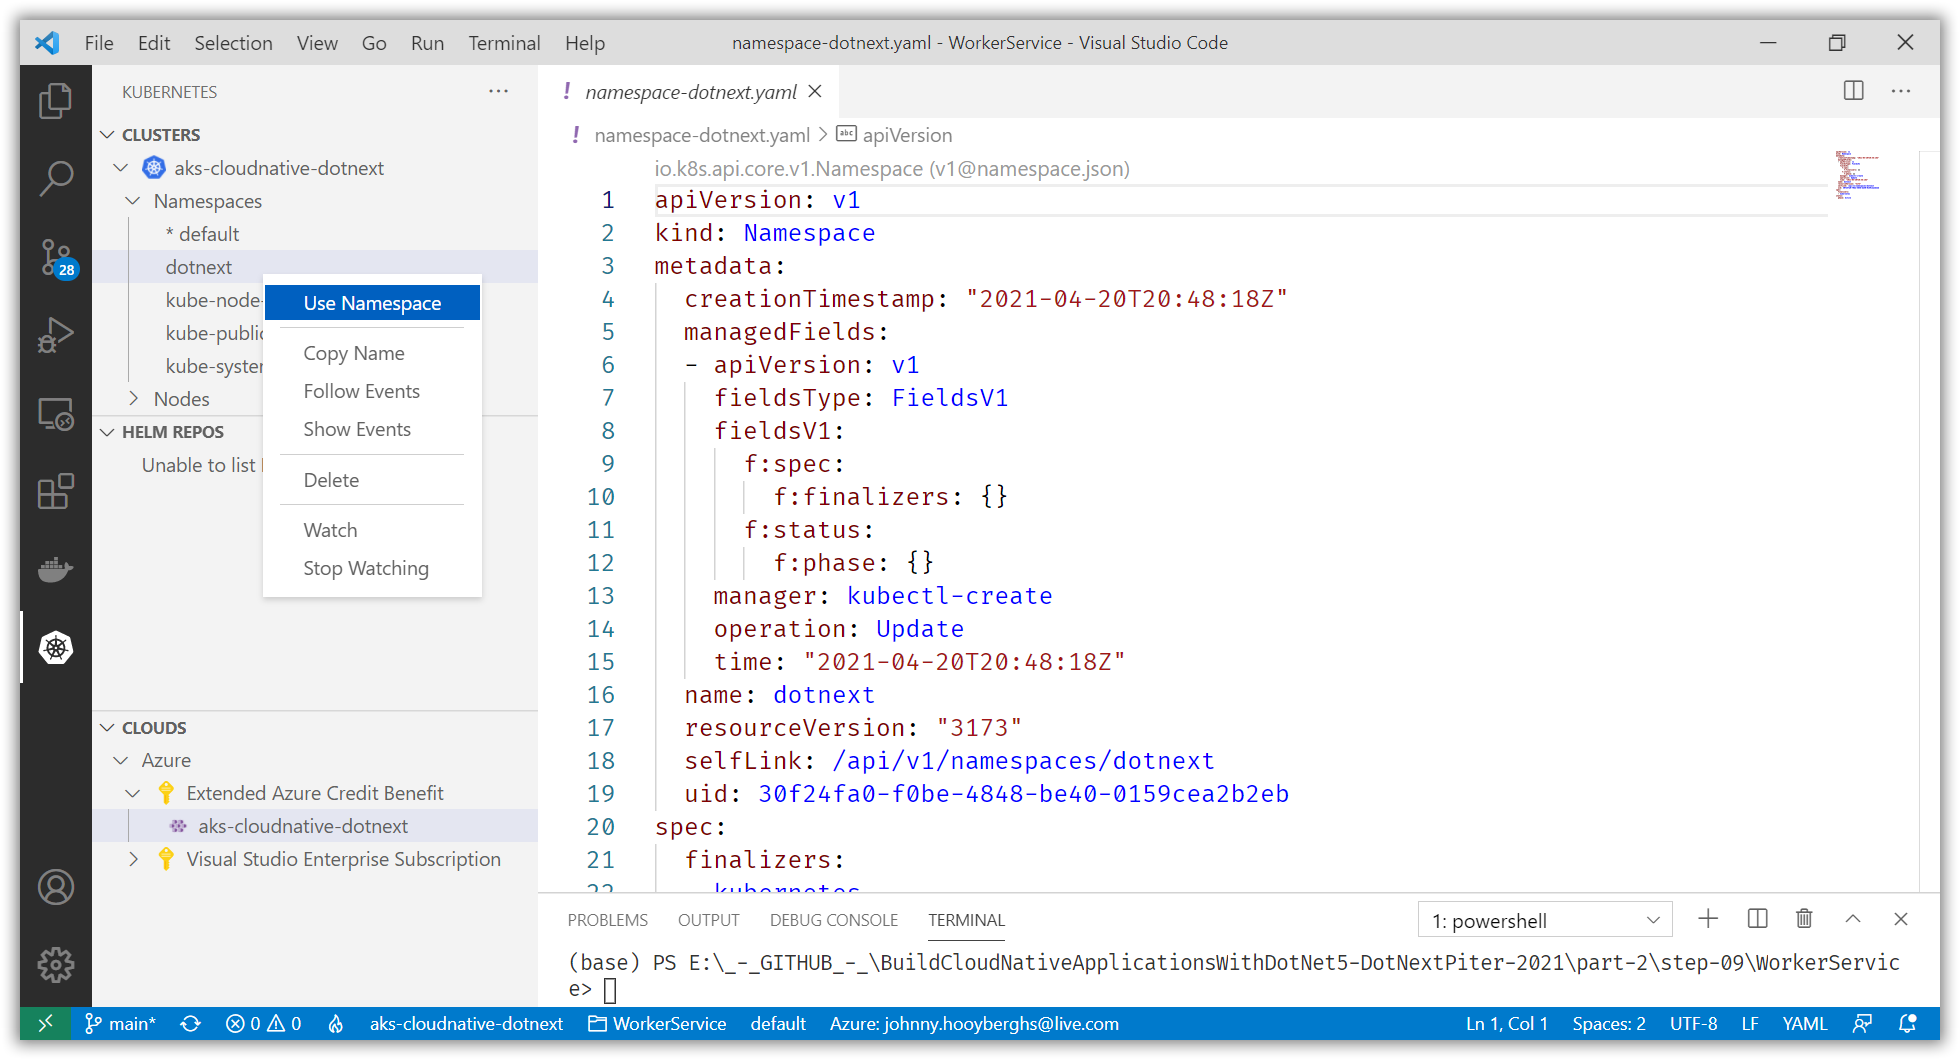 File Edit Selection View Go Run Terminal Help
namespace-dotnext.yaml - WorkerService - Visual Studio Code
KUBERNETES
CLUSTERS
aks-cloudnative-dotnext
Namespaces
* default
dotnext
kube-node-
kube-public
kube-system
Nodes
HELM REPOS
Unable to list
Use Namespace
Copy Name
Follow Events
Show Events
Delete
Watch
Stop Watching
CLOUDS
Azure
Extended Azure Credit Benefit
aks-cloudnative-dotnext
Visual Studio Enterprise Subscription
28
! namespace-dotnext.yaml
! namespace-dotnext.yaml > abc apiVersion
io.k8s.api.core.v1.Namespace (v1@namespace.json)
1 apiVersion: v1
2 kind: Namespace
3 metadata:
4 creationTimestamp: "2021-04-20T20:48:18Z"
5 managedFields:
6 - apiVersion: v1
7 fieldsType: FieldsV1
8 fieldsV1:
9 f:spec:
10 f:finalizers: {}
11 f:status:
12 f:phase: {}
13 manager: kubectl-create
14 operation: Update
15 time: "2021-04-20T20:48:18Z"
16 name: dotnext
17 resourceVersion: "3173"
18 selfLink: /api/v1/namespaces/dotnext
19 uid: 30f24fa0-f0be-4848-be40-0159cea2b2eb
20 spec:
21 finalizers:
22 kubernetes
PROBLEMS OUTPUT DEBUG CONSOLE TERMINAL
1: powershell
(base) PS E:\_-_GITHUB_-_\BuildCloudNativeApplicationsWithDotNet5-DotNextPiter-2021\part-2\step-09\WorkerServic
e>
main* 0 0 aks-cloudnative-dotnext WorkerService default Azure: johnny.hooyberghs@live.com
Ln 1, Col 1 Spaces: 2 UTF-8 LF YAML